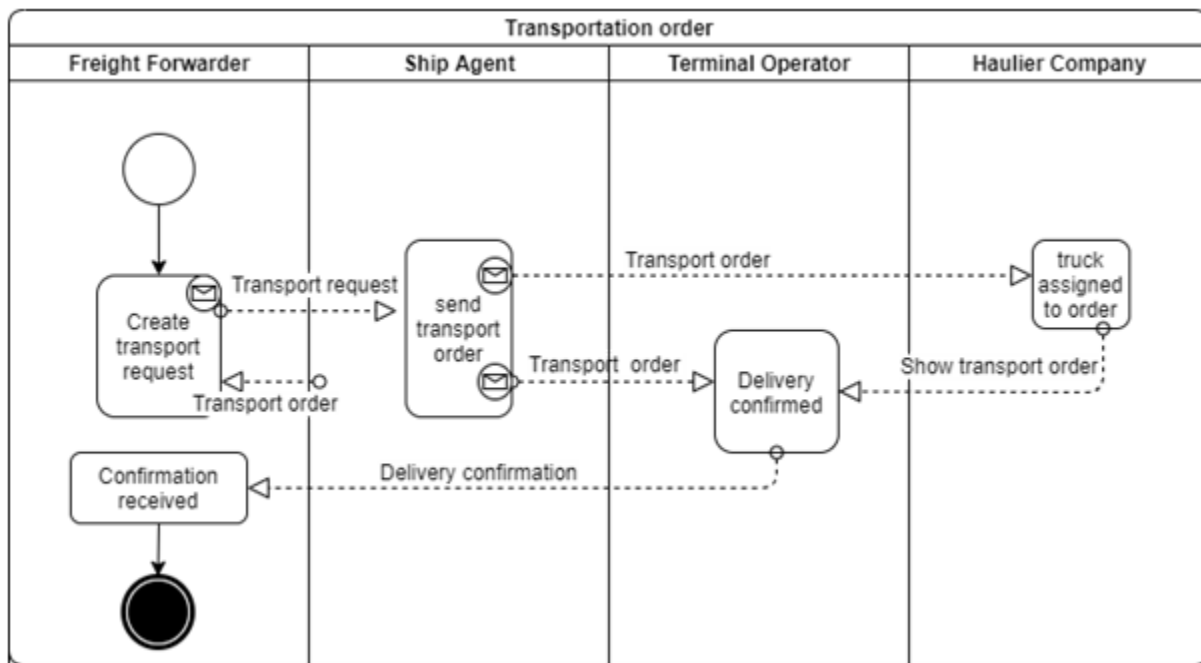 Transportation order
Freight Forwarder
Ship Agent
Terminal Operator
Haulier Company
Create
transport
request
Transport request
Transport order
send
transport
order
Transport order
Transport order
truck
assigned
to order
Show transport order
Delivery
confirmed
Delivery confirmation
Confirmation
received